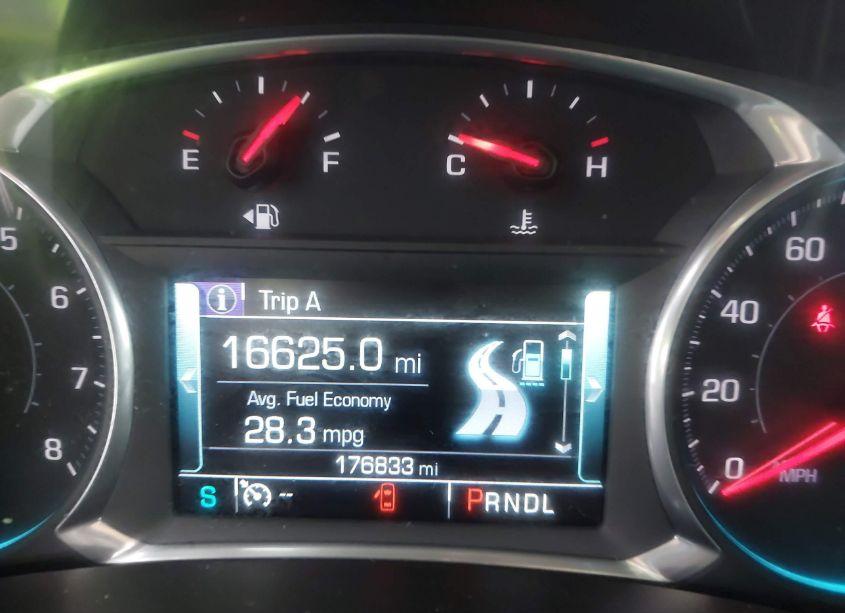 E F
C H
5
6
7
8
Trip A
16625.0 mi
Avg. Fuel Economy
28.3 mpg
176833 mi
S -- PRNDL
60
40
20
0
MPH